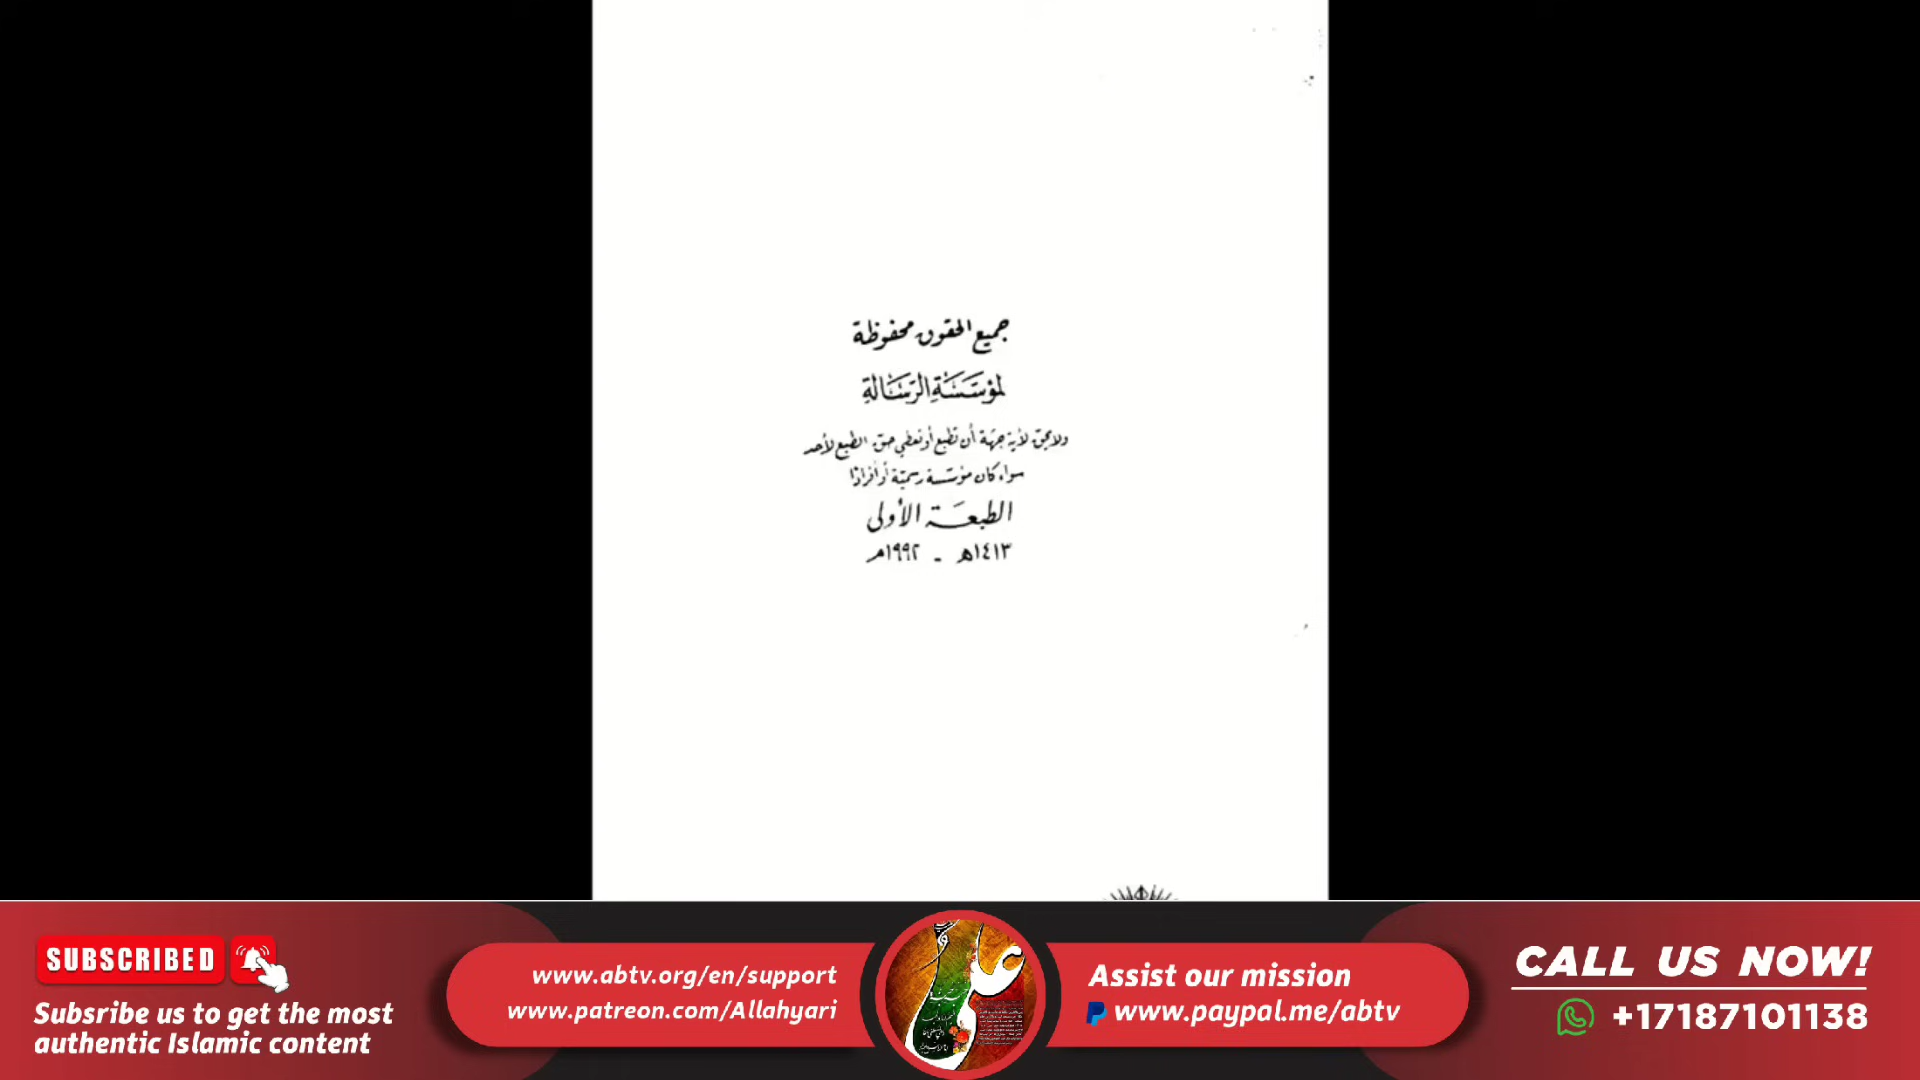 جميع الحقوق محفوظة
لمؤسسة الرسالة
ولا يحق لأية جهة أن تطبع أو تعطي حق الطبع لأحد
سواء كان مؤسسة رسمية أو أفرادًا
الطبعة الأولى
١٤١٣هـ - ١٩٩٢م
SUBSCRIBED
Subsribe us to get the most
authentic Islamic content
www.abtv.org/en/support
www.patreon.com/Allahyari
علي
Assist our mission
www.paypal.me/abtv
CALL US NOW!
+17187101138